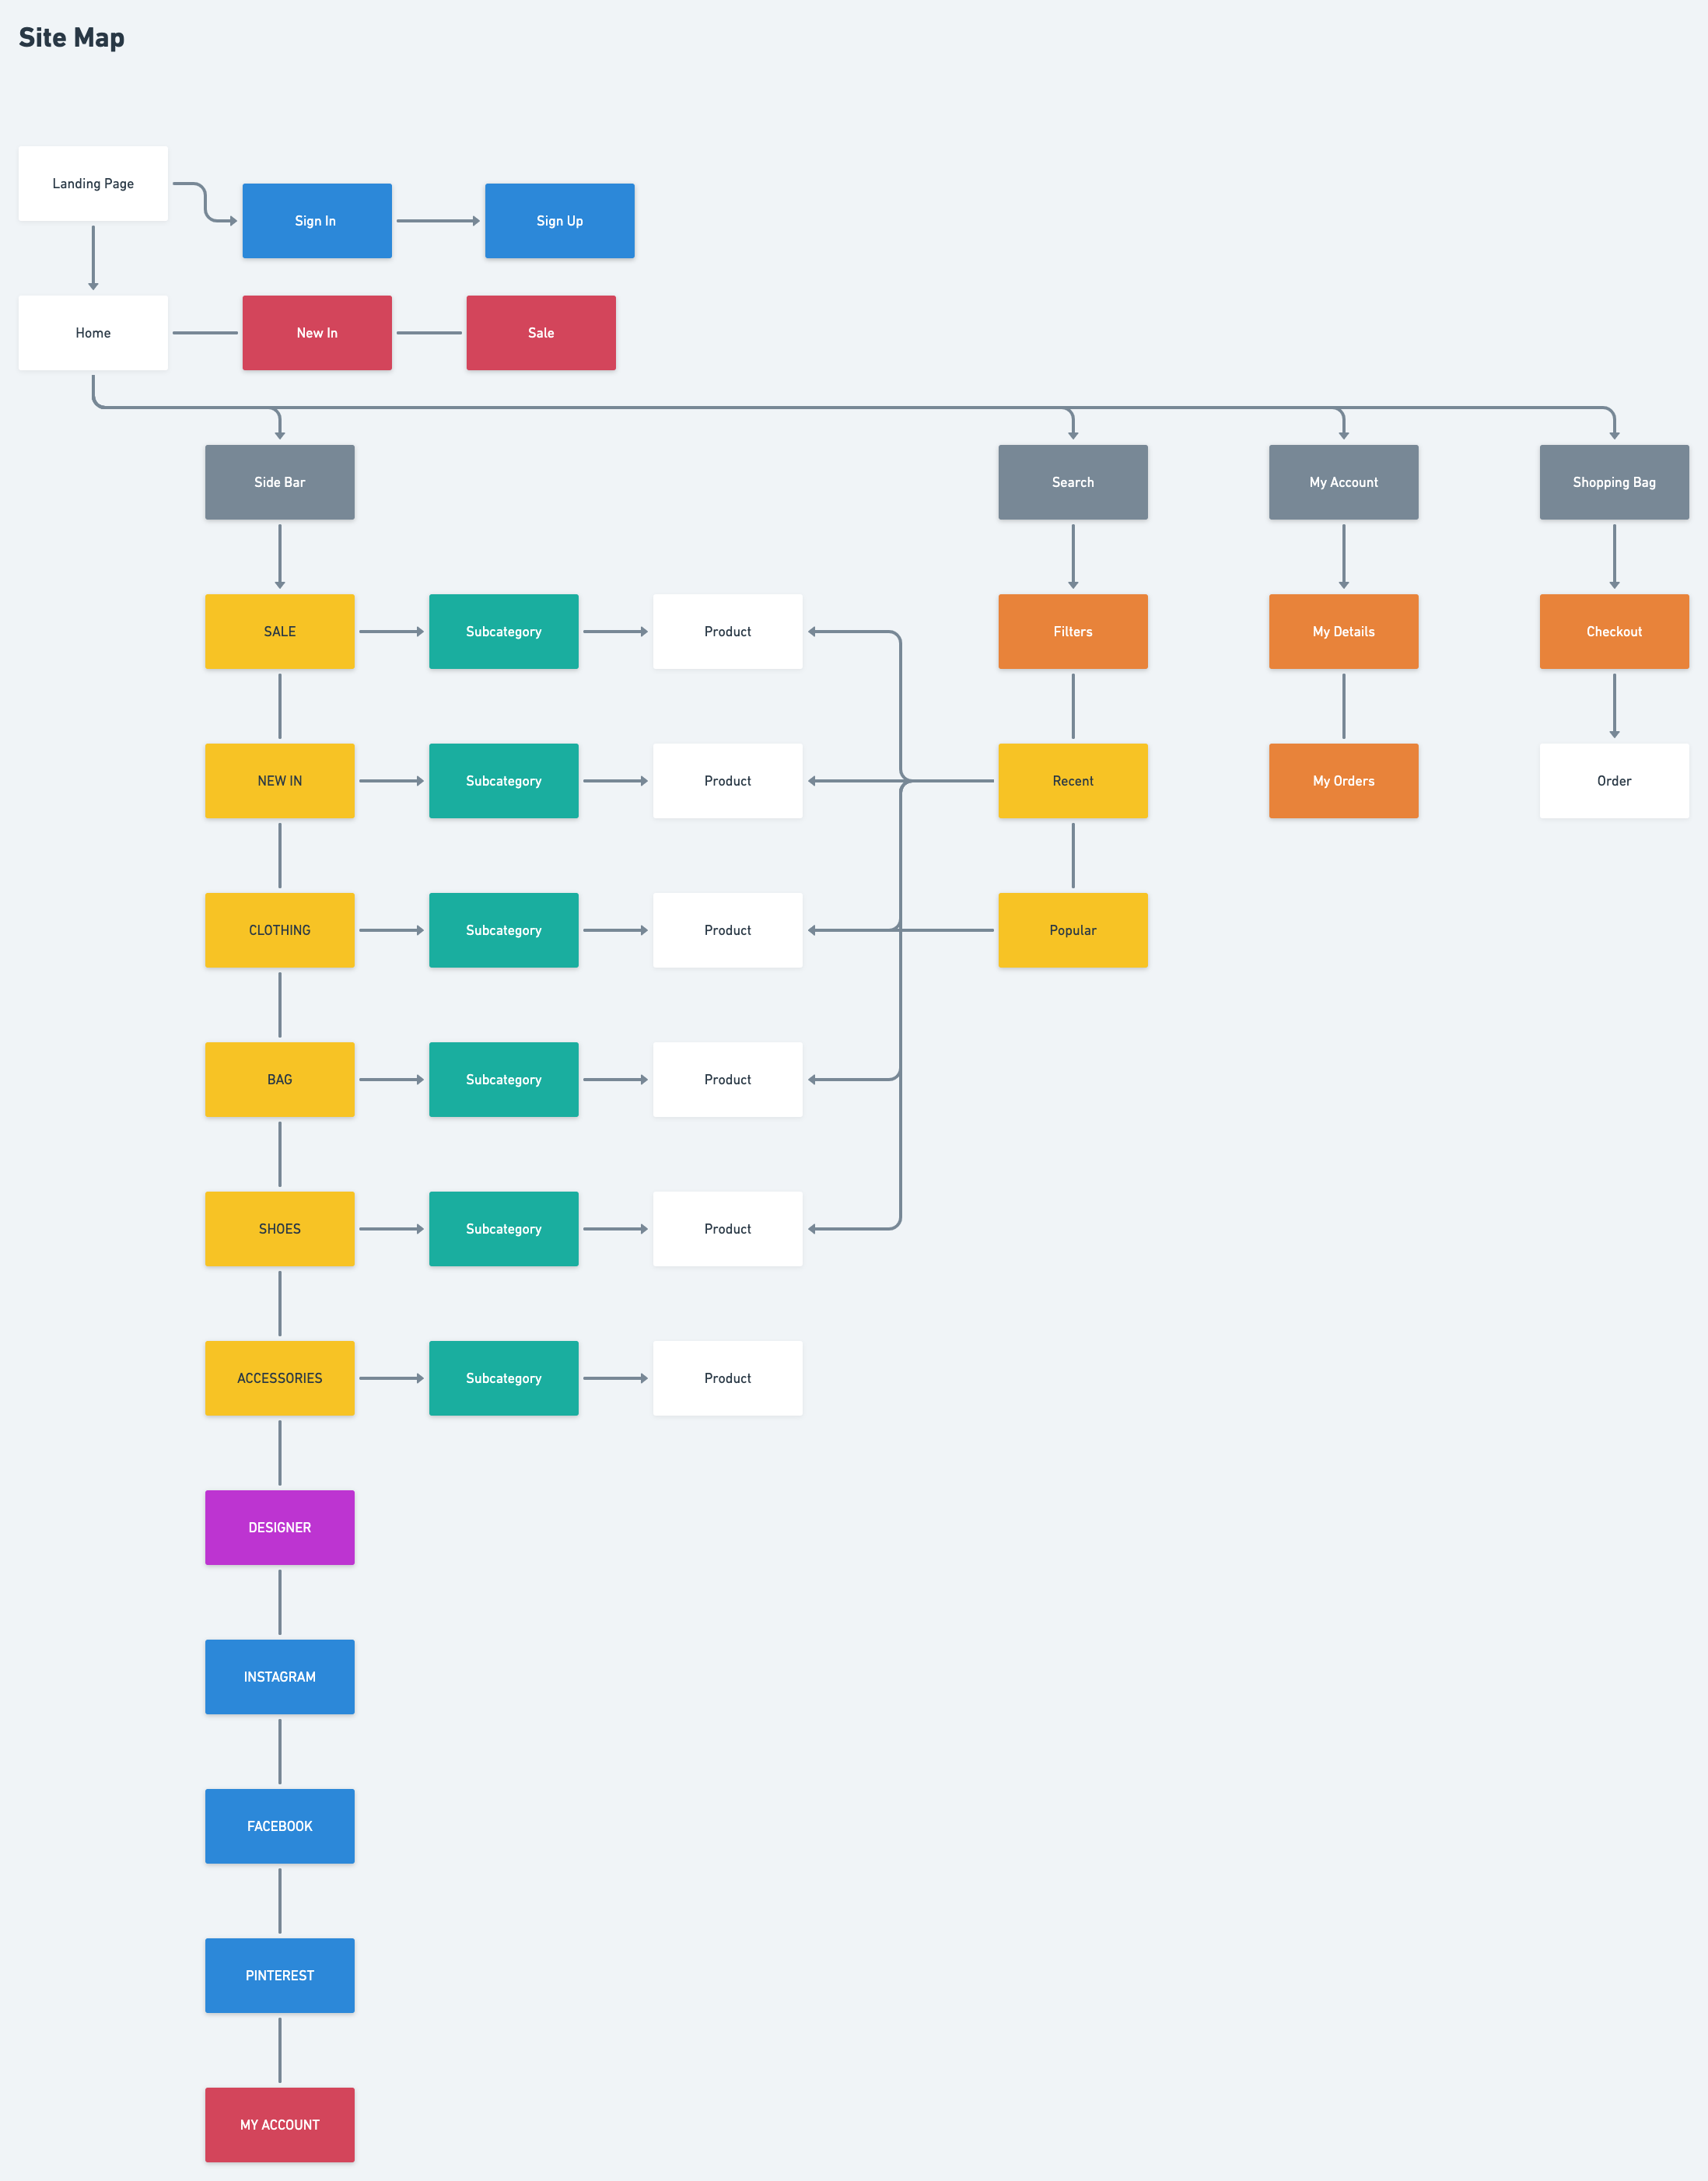 Site Map
Landing Page
Sign In
Sign Up
Home
New In
Sale
Side Bar
Search
My Account
Shopping Bag
SALE
Subcategory
Product
Filters
My Details
Checkout
NEW IN
Subcategory
Product
Recent
My Orders
Order
CLOTHING
Subcategory
Product
Popular
BAG
Subcategory
Product
SHOES
Subcategory
Product
ACCESSORIES
Subcategory
Product
DESIGNER
INSTAGRAM
FACEBOOK
PINTEREST
MY ACCOUNT